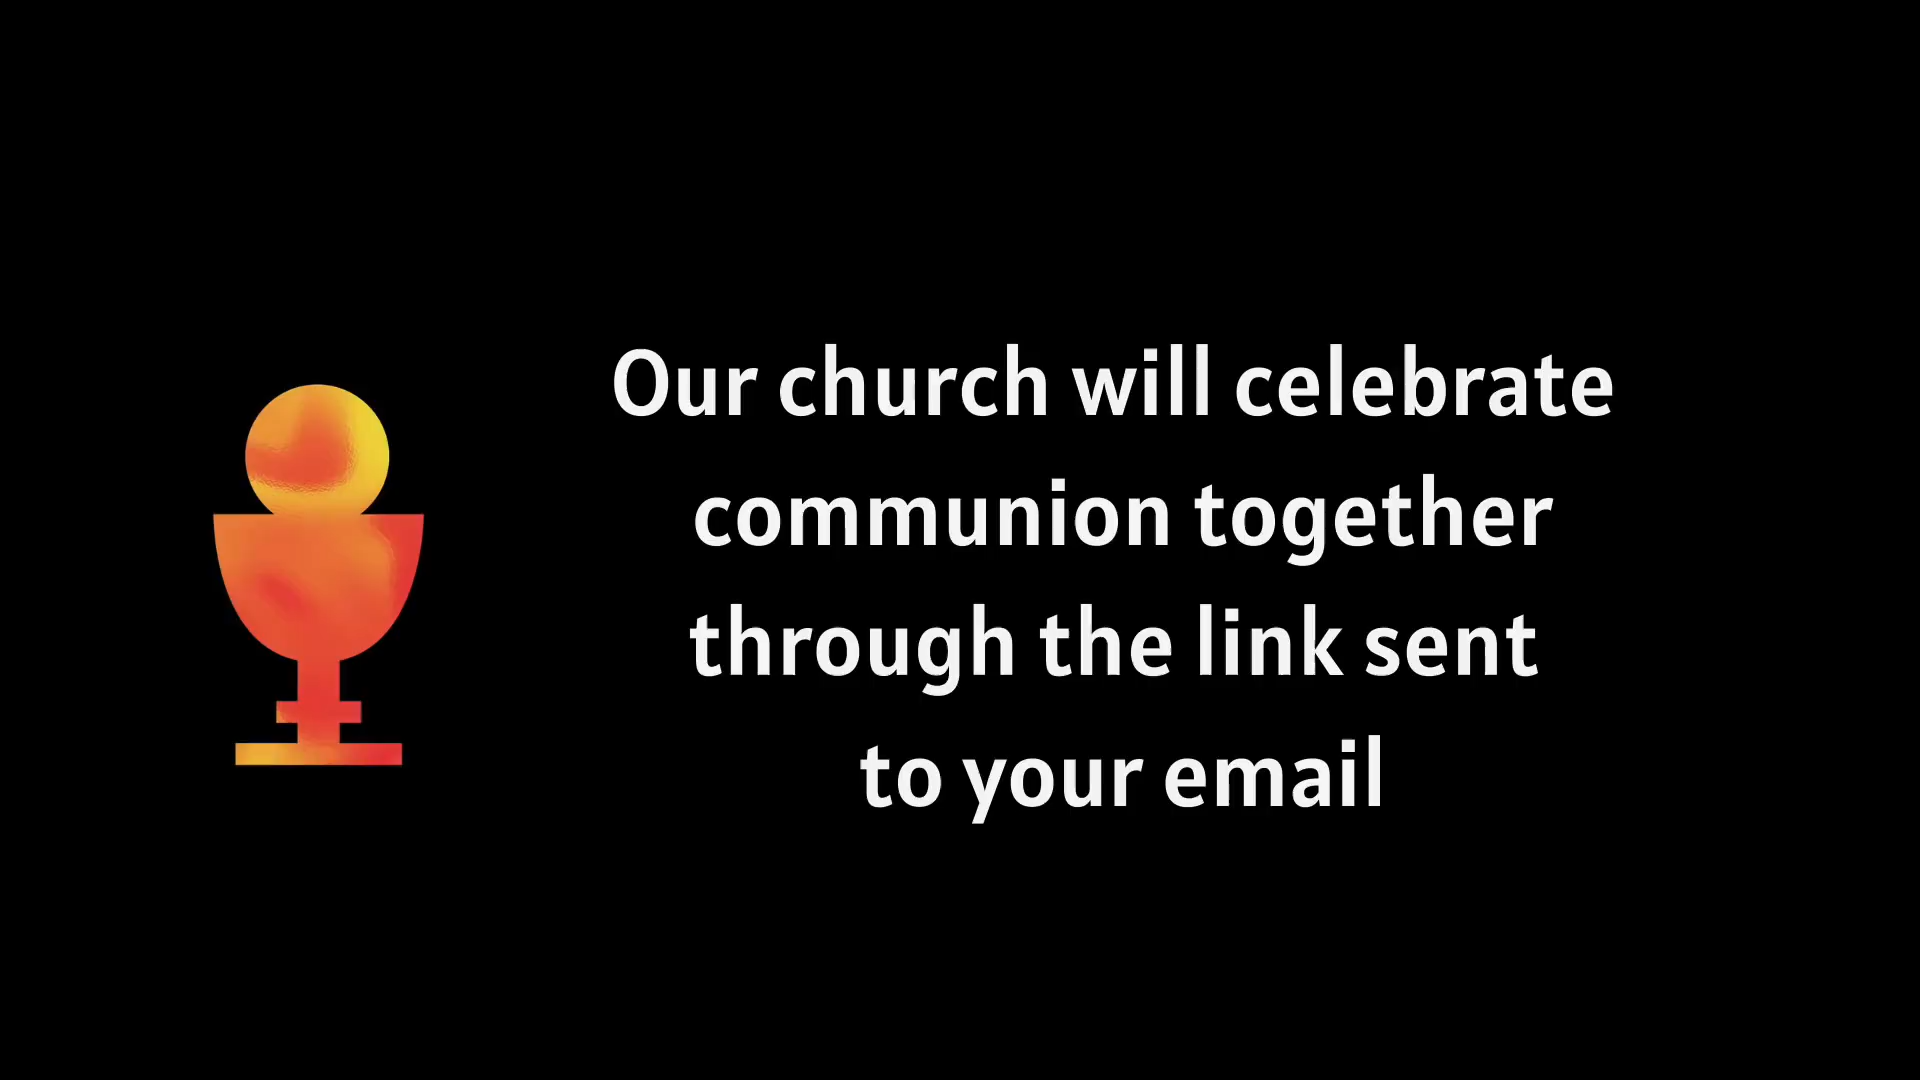 Our church will celebrate
communion together
through the link sent
to your email